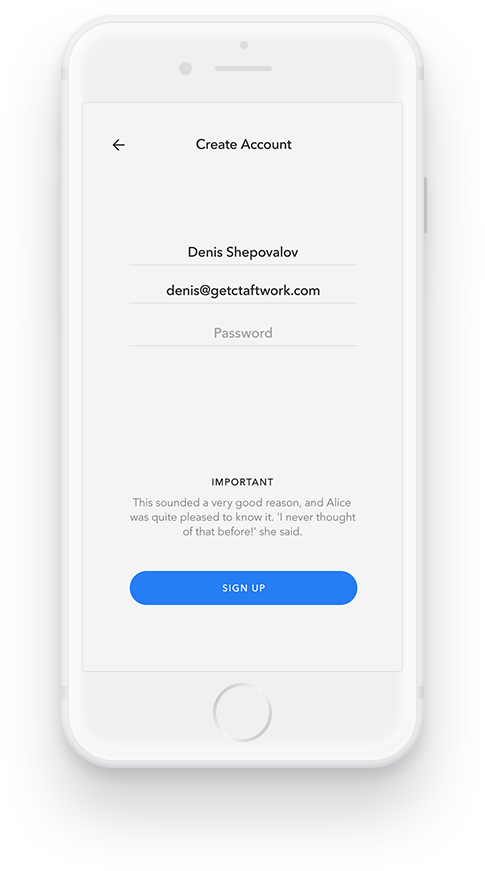 Create Account
Denis Shepovalov
denis@getctaftwork.com
Password
IMPORTANT
This sounded a very good reason, and Alice
was quite pleased to know it. 'I never thought
of that before!' she said.
SIGN UP